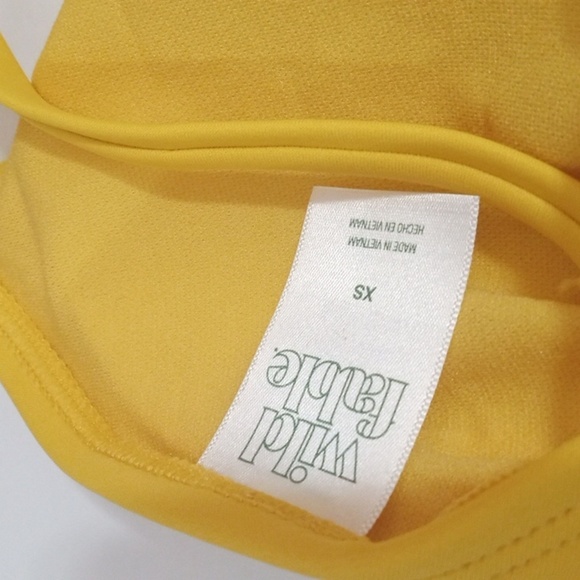 wild
fable.
XS
MADE IN VIETNAM
HECHO EN VIETNAM